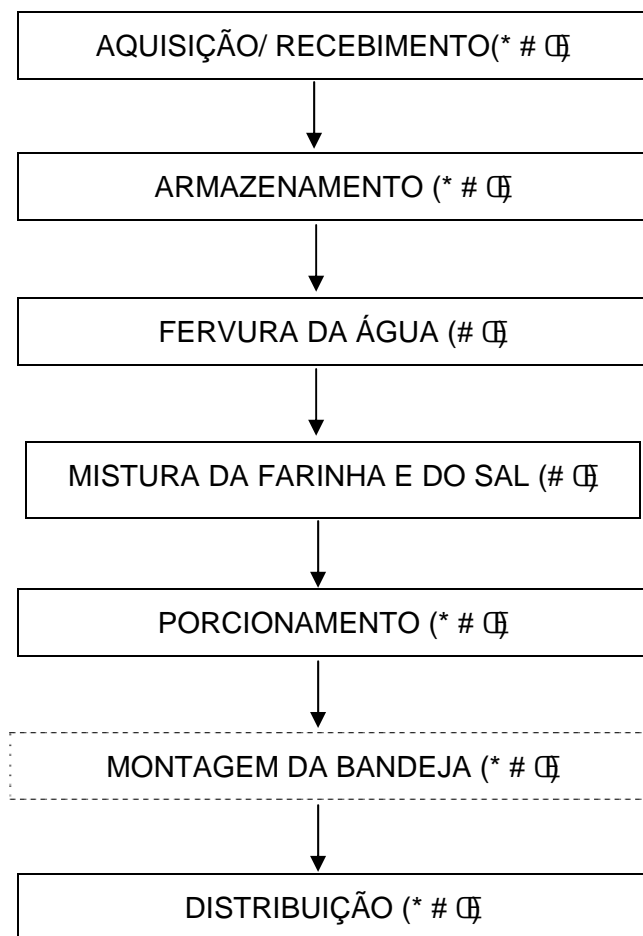 AQUISIÇÃO/ RECEBIMENTO(* # Œ)
ARMAZENAMENTO (* # Œ)
FERVURA DA ÁGUA (# Œ)
MISTURA DA FARINHA E DO SAL (# Œ)
PORCIONAMENTO (* # Œ)
MONTAGEM DA BANDEJA (* # Œ)
DISTRIBUIÇÃO (* # Œ)